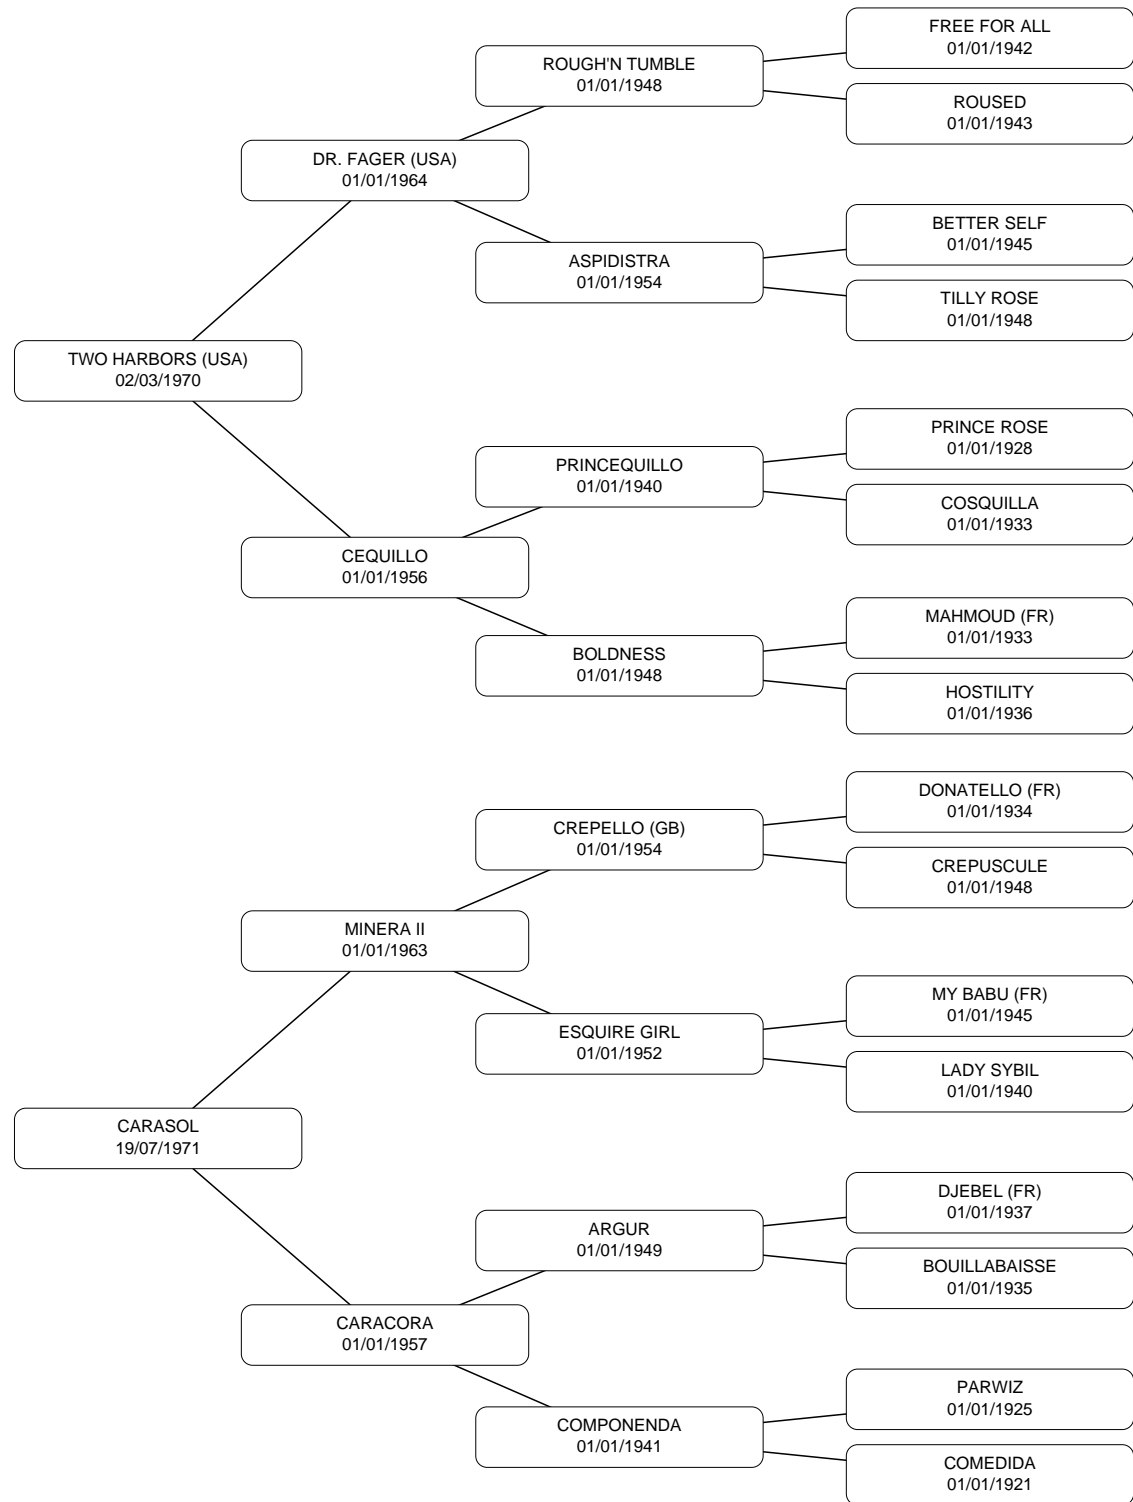 FREE FOR ALL
01/01/1942
ROUGH'N TUMBLE
01/01/1948
ROUSED
01/01/1943
DR. FAGER (USA)
01/01/1964
BETTER SELF
01/01/1945
ASPIDISTRA
01/01/1954
TILLY ROSE
01/01/1948
TWO HARBORS (USA)
02/03/1970
PRINCE ROSE
01/01/1928
PRINCEQUILLO
01/01/1940
COSQUILLA
01/01/1933
CEQUILLO
01/01/1956
MAHMOUD (FR)
01/01/1933
BOLDNESS
01/01/1948
HOSTILITY
01/01/1936
DONATELLO (FR)
01/01/1934
CREPELLO (GB)
01/01/1954
CREPUSCULE
01/01/1948
MINERA II
01/01/1963
MY BABU (FR)
01/01/1945
ESQUIRE GIRL
01/01/1952
LADY SYBIL
01/01/1940
CARASOL
19/07/1971
DJEBEL (FR)
01/01/1937
ARGUR
01/01/1949
BOUILLABAISSE
01/01/1935
CARACORA
01/01/1957
PARWIZ
01/01/1925
COMPONENDA
01/01/1941
COMEDIDA
01/01/1921